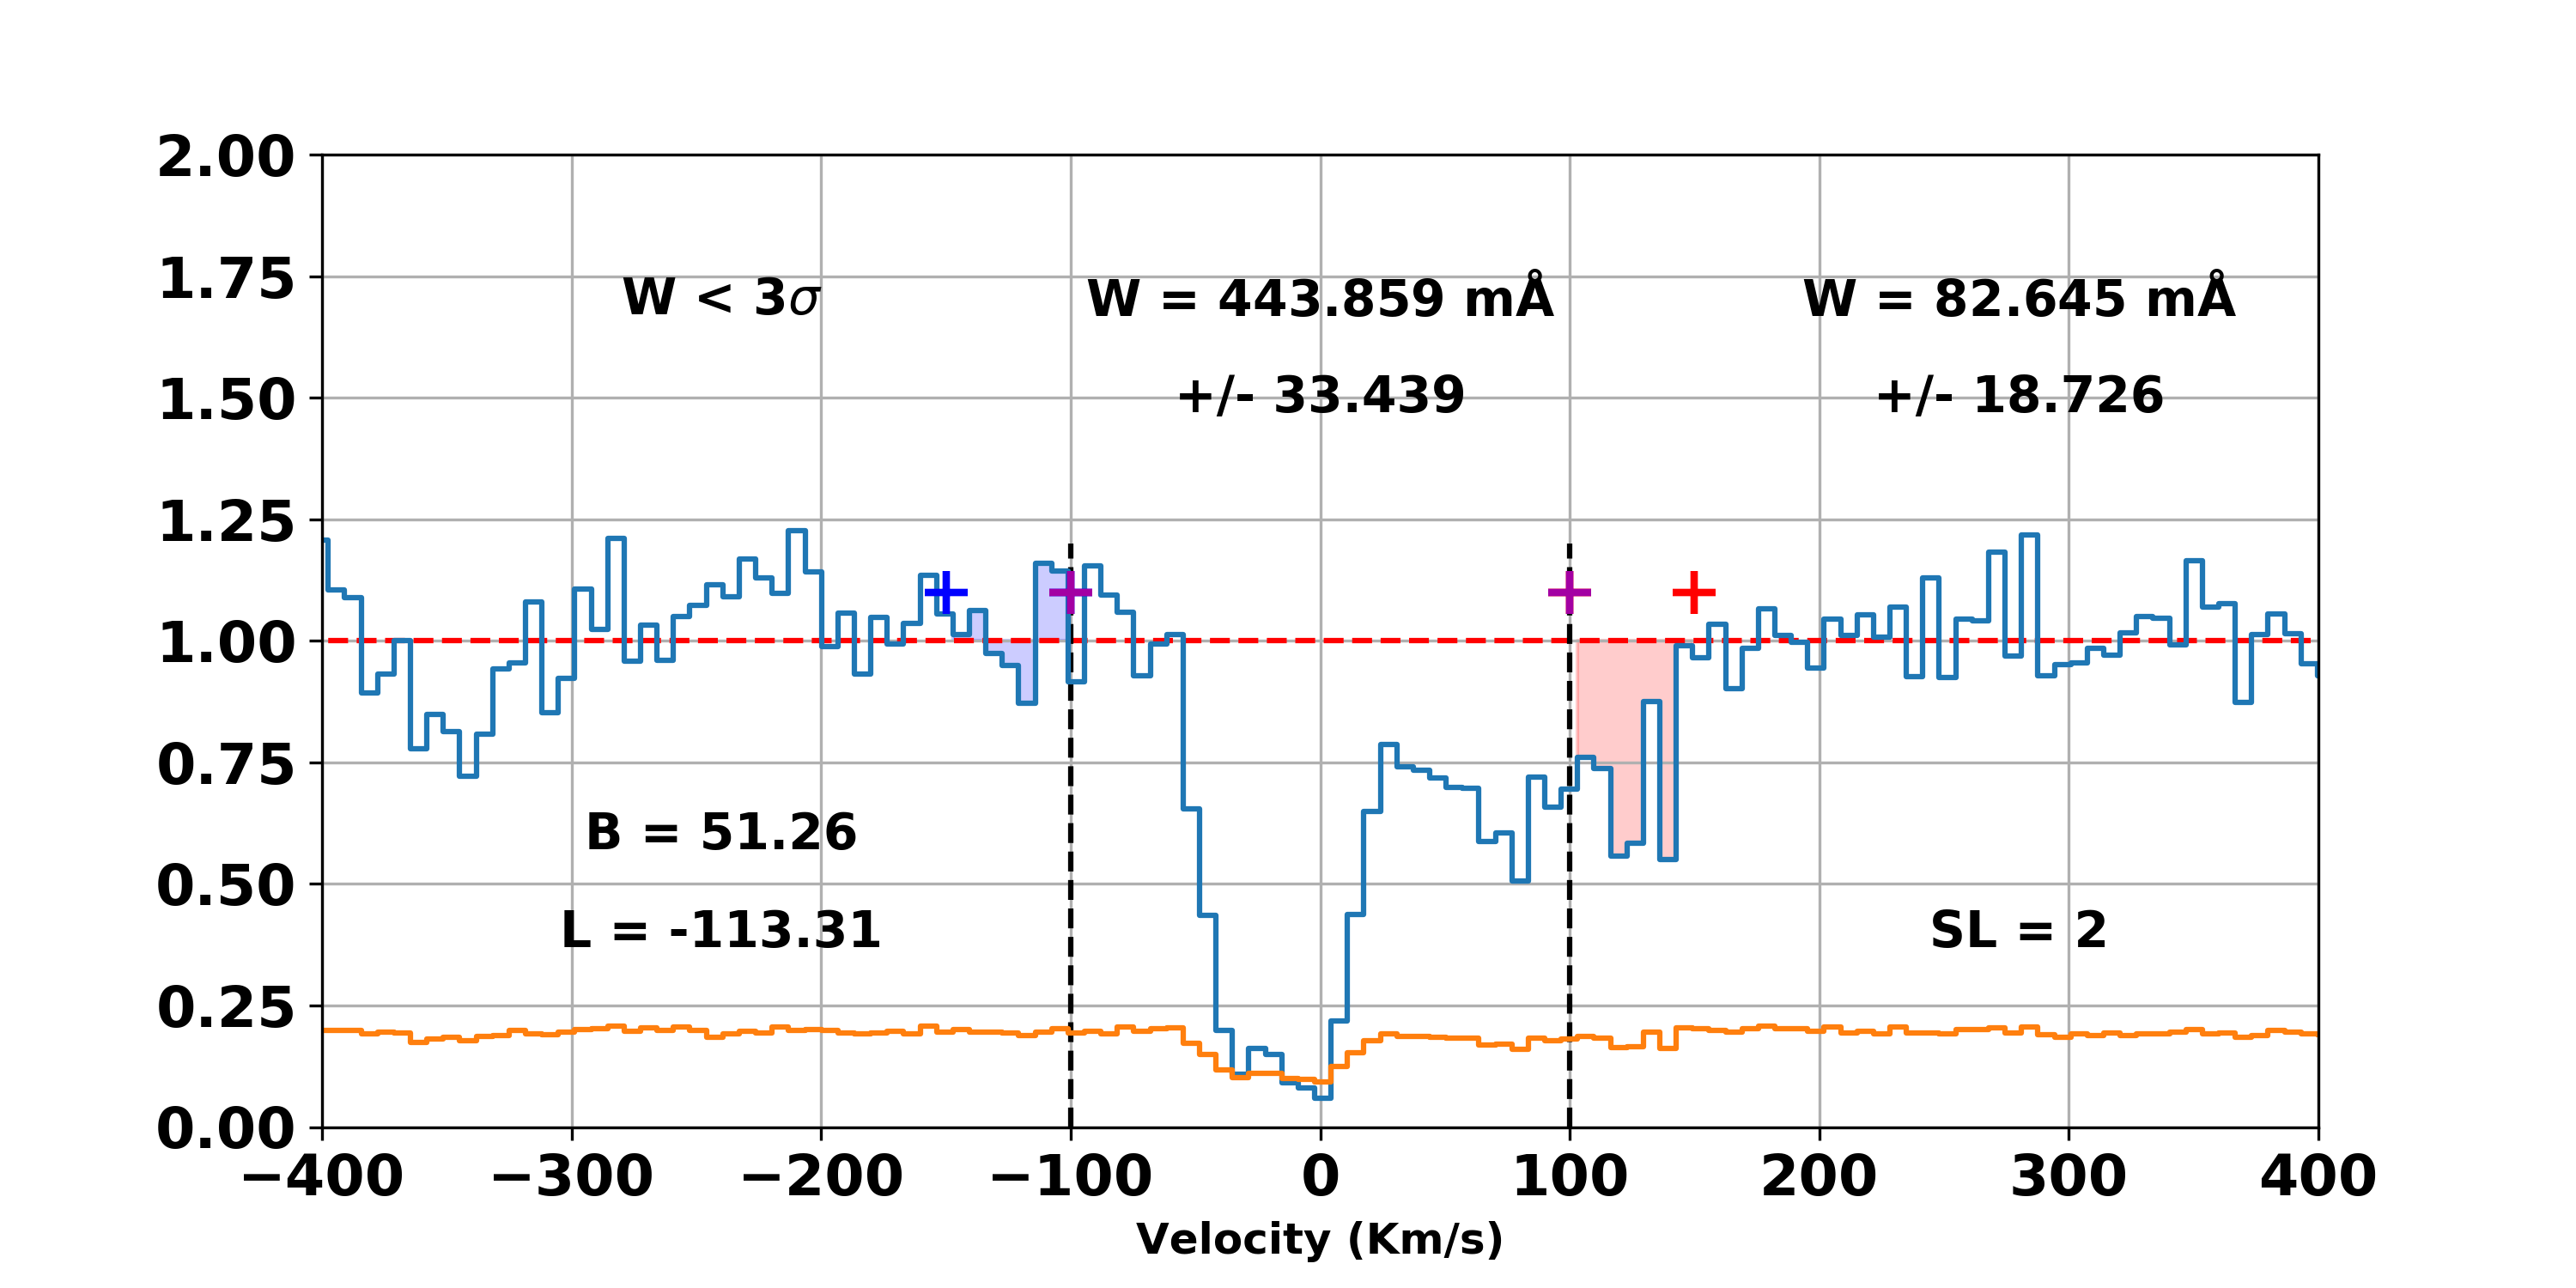 2.00
1.75
W < 3σ
W = 443.859 mÅ
W = 82.645 mÅ
1.50
+/- 33.439
+/- 18.726
1.25
1.00
0.75
B = 51.26
0.50
L = -113.31
SL = 2
0.25
0.00
−400 −300 −200 −100 0 100 200 300 400
Velocity (Km/s)